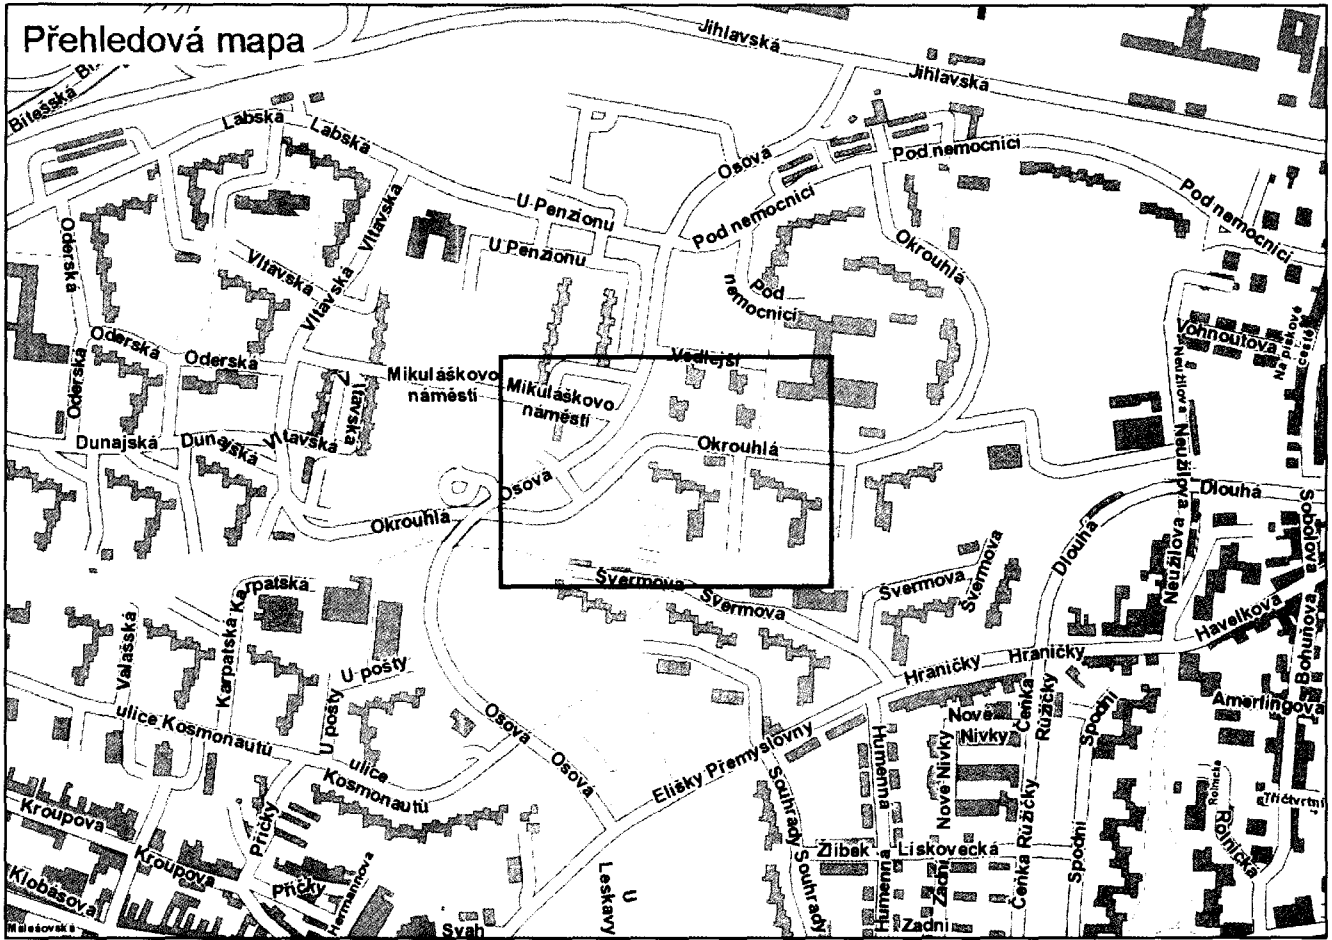 Přehledová mapa
Jihlavská
Jihlavská
Bítešská
Labská
Labská
Osová
Pod nemocnicí
Pod nemocnicí
U Penzionu
Pod nemocnicí
Vltavská
U Penzionu
Okrouhlá
Oderská
Vltavská
Vltavská
Pod
nemocnicí
Vohnoutova
Na pískové
cestě
Oderská
Oderská
Oderská
Vedlejší
Mikuláškovo
náměstí
Mikuláškovo
náměstí
Vltavská
Neužilova
Neužilova
Dunajská
Dunajská
Vltavská
Okrouhlá
Osová
Dlouhá
Okrouhlá
Dlouhá
Sobolova
Neužilova
Švermova
Švermova
Švermova
Švermova
Karpatská
Havelkova
Bohuňova
Valašská
Karpatská
Hraničky
Hraničky
U pošty
U pošty
Čeňka
Růžičky
Spodní
Amerlingova
ulice Kosmonautů
Osová
Nové
Nivky
Humenná
Nové Nivky
Osová
Elišky Přemyslovny
ulice
Kosmonautů
Souhrady
Rolnická
Tříčtvrtní
Kroupova
Příčky
Rolnická
Čeňka Růžičky
Spodní
Žlíbek
Liskovecká
Souhrady
Kroupova
Příčky
Heřmannova
Klobásova
U
Leskavy
Humenná
Zadní
Zadní
Malešovská
Svah